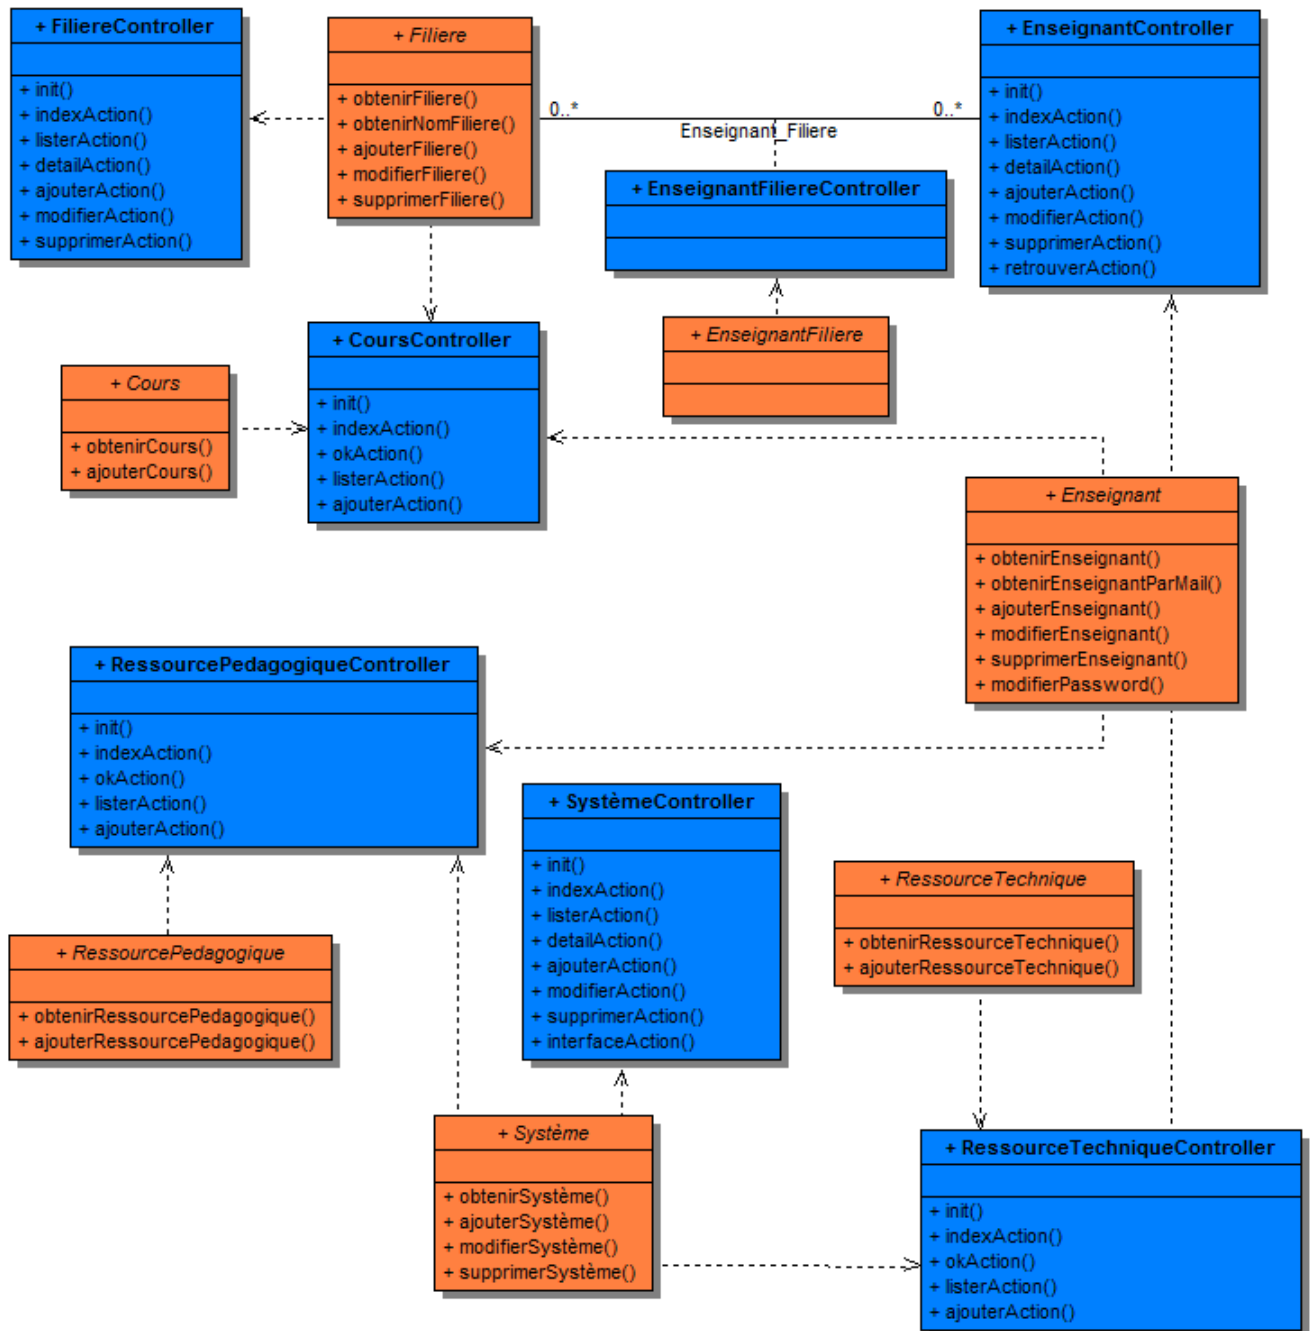 + FiliereController
+ init()
+ indexAction()
+ listerAction()
+ detailAction()
+ ajouterAction()
+ modifierAction()
+ supprimerAction()
+ Filiere
+ obtenirFiliere()
+ obtenirNomFiliere()
+ ajouterFiliere()
+ modifierFiliere()
+ supprimerFiliere()
0..*
Enseignant_Filiere
0..*
+ EnseignantController
+ init()
+ indexAction()
+ listerAction()
+ detailAction()
+ ajouterAction()
+ modifierAction()
+ supprimerAction()
+ retrouverAction()
+ EnseignantFiliereController
+ EnseignantFiliere
+ CoursController
+ init()
+ indexAction()
+ okAction()
+ listerAction()
+ ajouterAction()
+ Cours
+ obtenirCours()
+ ajouterCours()
+ Enseignant
+ obtenirEnseignant()
+ obtenirEnseignantParMail()
+ ajouterEnseignant()
+ modifierEnseignant()
+ supprimerEnseignant()
+ modifierPassword()
+ RessourcePedagogiqueController
+ init()
+ indexAction()
+ okAction()
+ listerAction()
+ ajouterAction()
+ SystèmeController
+ init()
+ indexAction()
+ listerAction()
+ detailAction()
+ ajouterAction()
+ modifierAction()
+ supprimerAction()
+ interfaceAction()
+ RessourceTechnique
+ obtenirRessourceTechnique()
+ ajouterRessourceTechnique()
+ RessourcePedagogique
+ obtenirRessourcePedagogique()
+ ajouterRessourcePedagogique()
+ Système
+ obtenirSystème()
+ ajouterSystème()
+ modifierSystème()
+ supprimerSystème()
+ RessourceTechniqueController
+ init()
+ indexAction()
+ okAction()
+ listerAction()
+ ajouterAction()